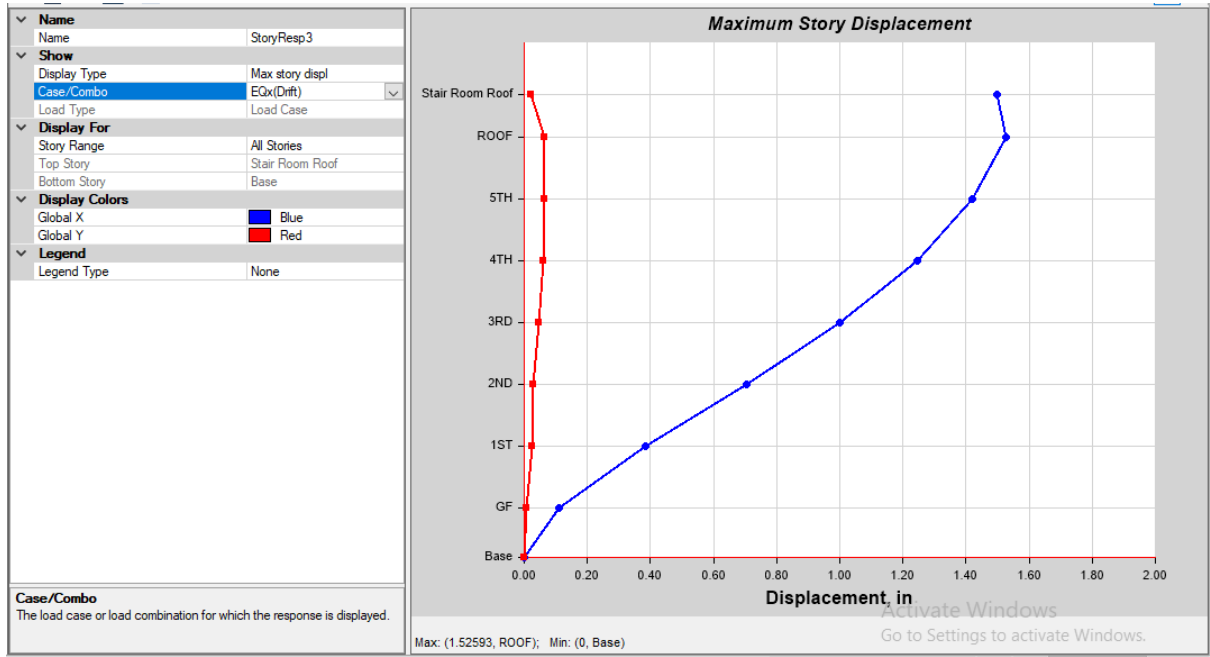 Name
Name StoryResp3
Show
Display Type Max story displ
Case/Combo EQx(Drift)
Load Type Load Case
Display For
Story Range All Stories
Top Story Stair Room Roof
Bottom Story Base
Display Colors
Global X Blue
Global Y Red
Legend
Legend Type None
Case/Combo
The load case or load combination for which the response is displayed.
Maximum Story Displacement
Stair Room Roof
ROOF
5TH
4TH
3RD
2ND
1ST
GF
Base
0.00 0.20 0.40 0.60 0.80 1.00 1.20 1.40 1.60 1.80 2.00
Displacement, in
Activate Windows
Go to Settings to activate Windows.
Max: (1.52593, ROOF); Min: (0, Base)